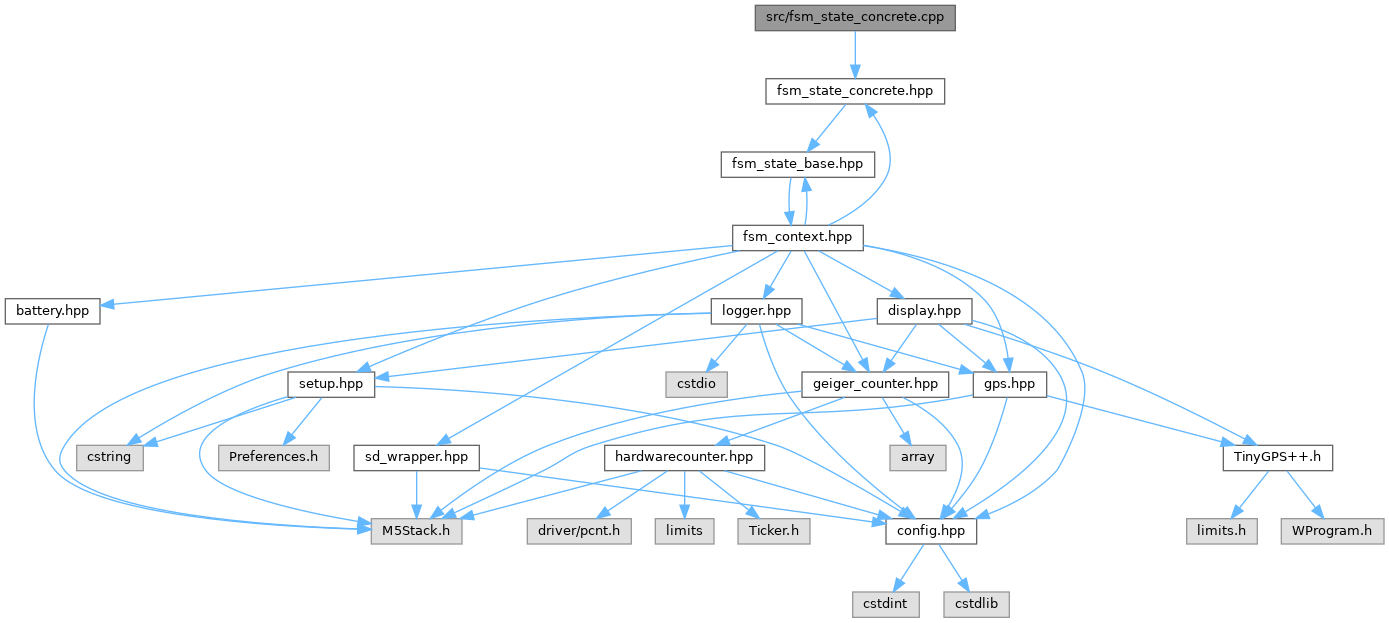 src/fsm_state_concrete.cpp
fsm_state_concrete.hpp
fsm_state_base.hpp
fsm_context.hpp
battery.hpp
logger.hpp
display.hpp
setup.hpp
cstdio
geiger_counter.hpp
gps.hpp
cstring
Preferences.h
sd_wrapper.hpp
hardwarecounter.hpp
array
TinyGPS++.h
M5Stack.h
driver/pcnt.h
limits
Ticker.h
config.hpp
limits.h
WProgram.h
cstdint
cstdlib